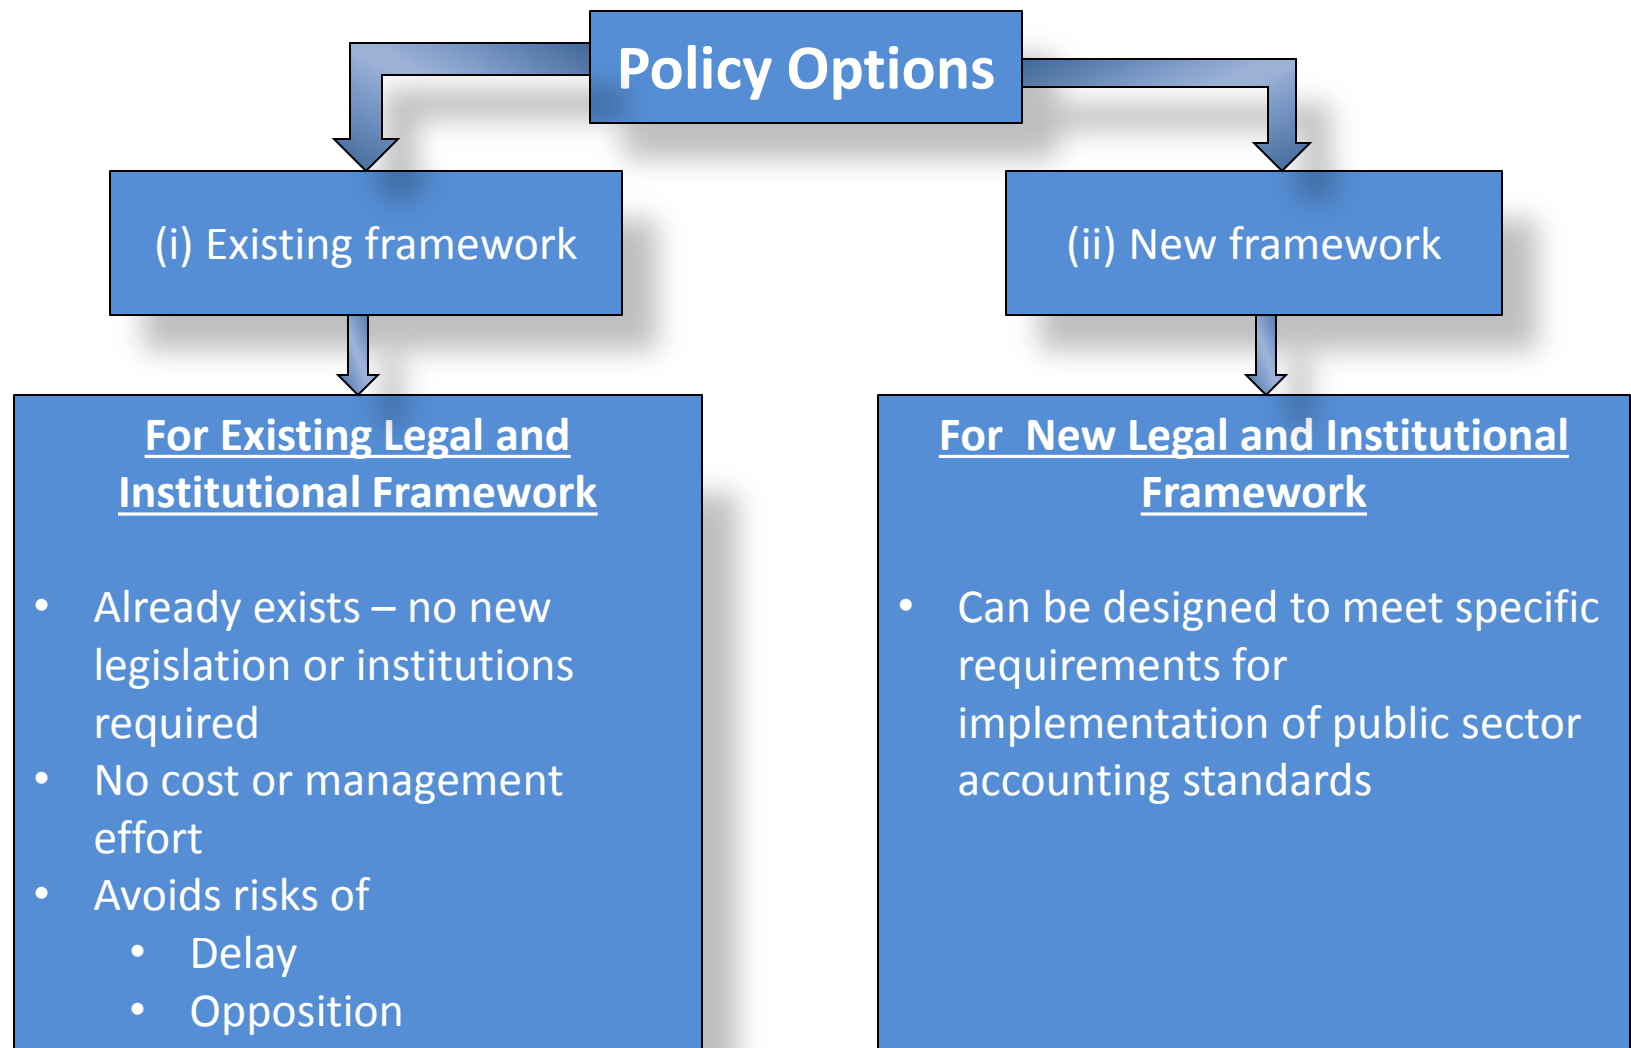 Policy Options
(i) Existing framework
(ii) New framework
For Existing Legal and
Institutional Framework
• Already exists – no new
legislation or institutions
required
• No cost or management
effort
• Avoids risks of
• Delay
• Opposition
For New Legal and Institutional
Framework
• Can be designed to meet specific
requirements for
implementation of public sector
accounting standards